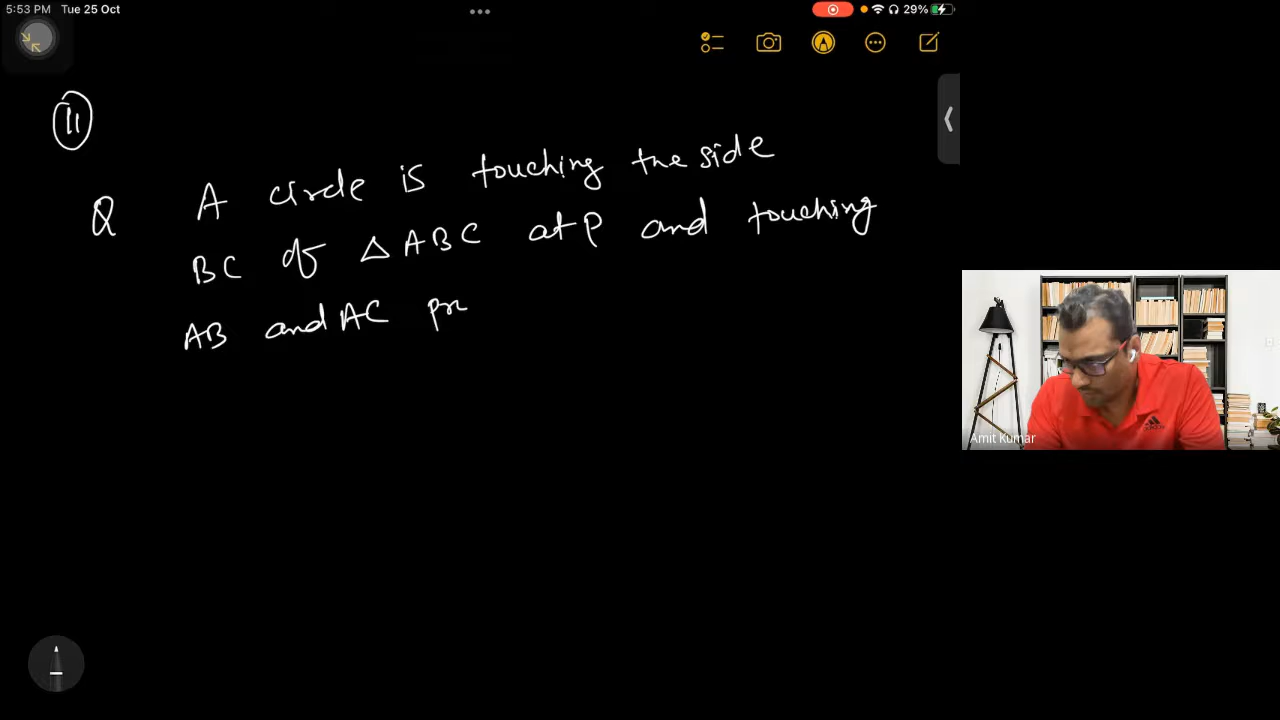 5:53 PM Tue 25 Oct
29%
11
Q A circle is touching the side
BC of △ABC at P and touching
AB and AC pr
Amit Kumar